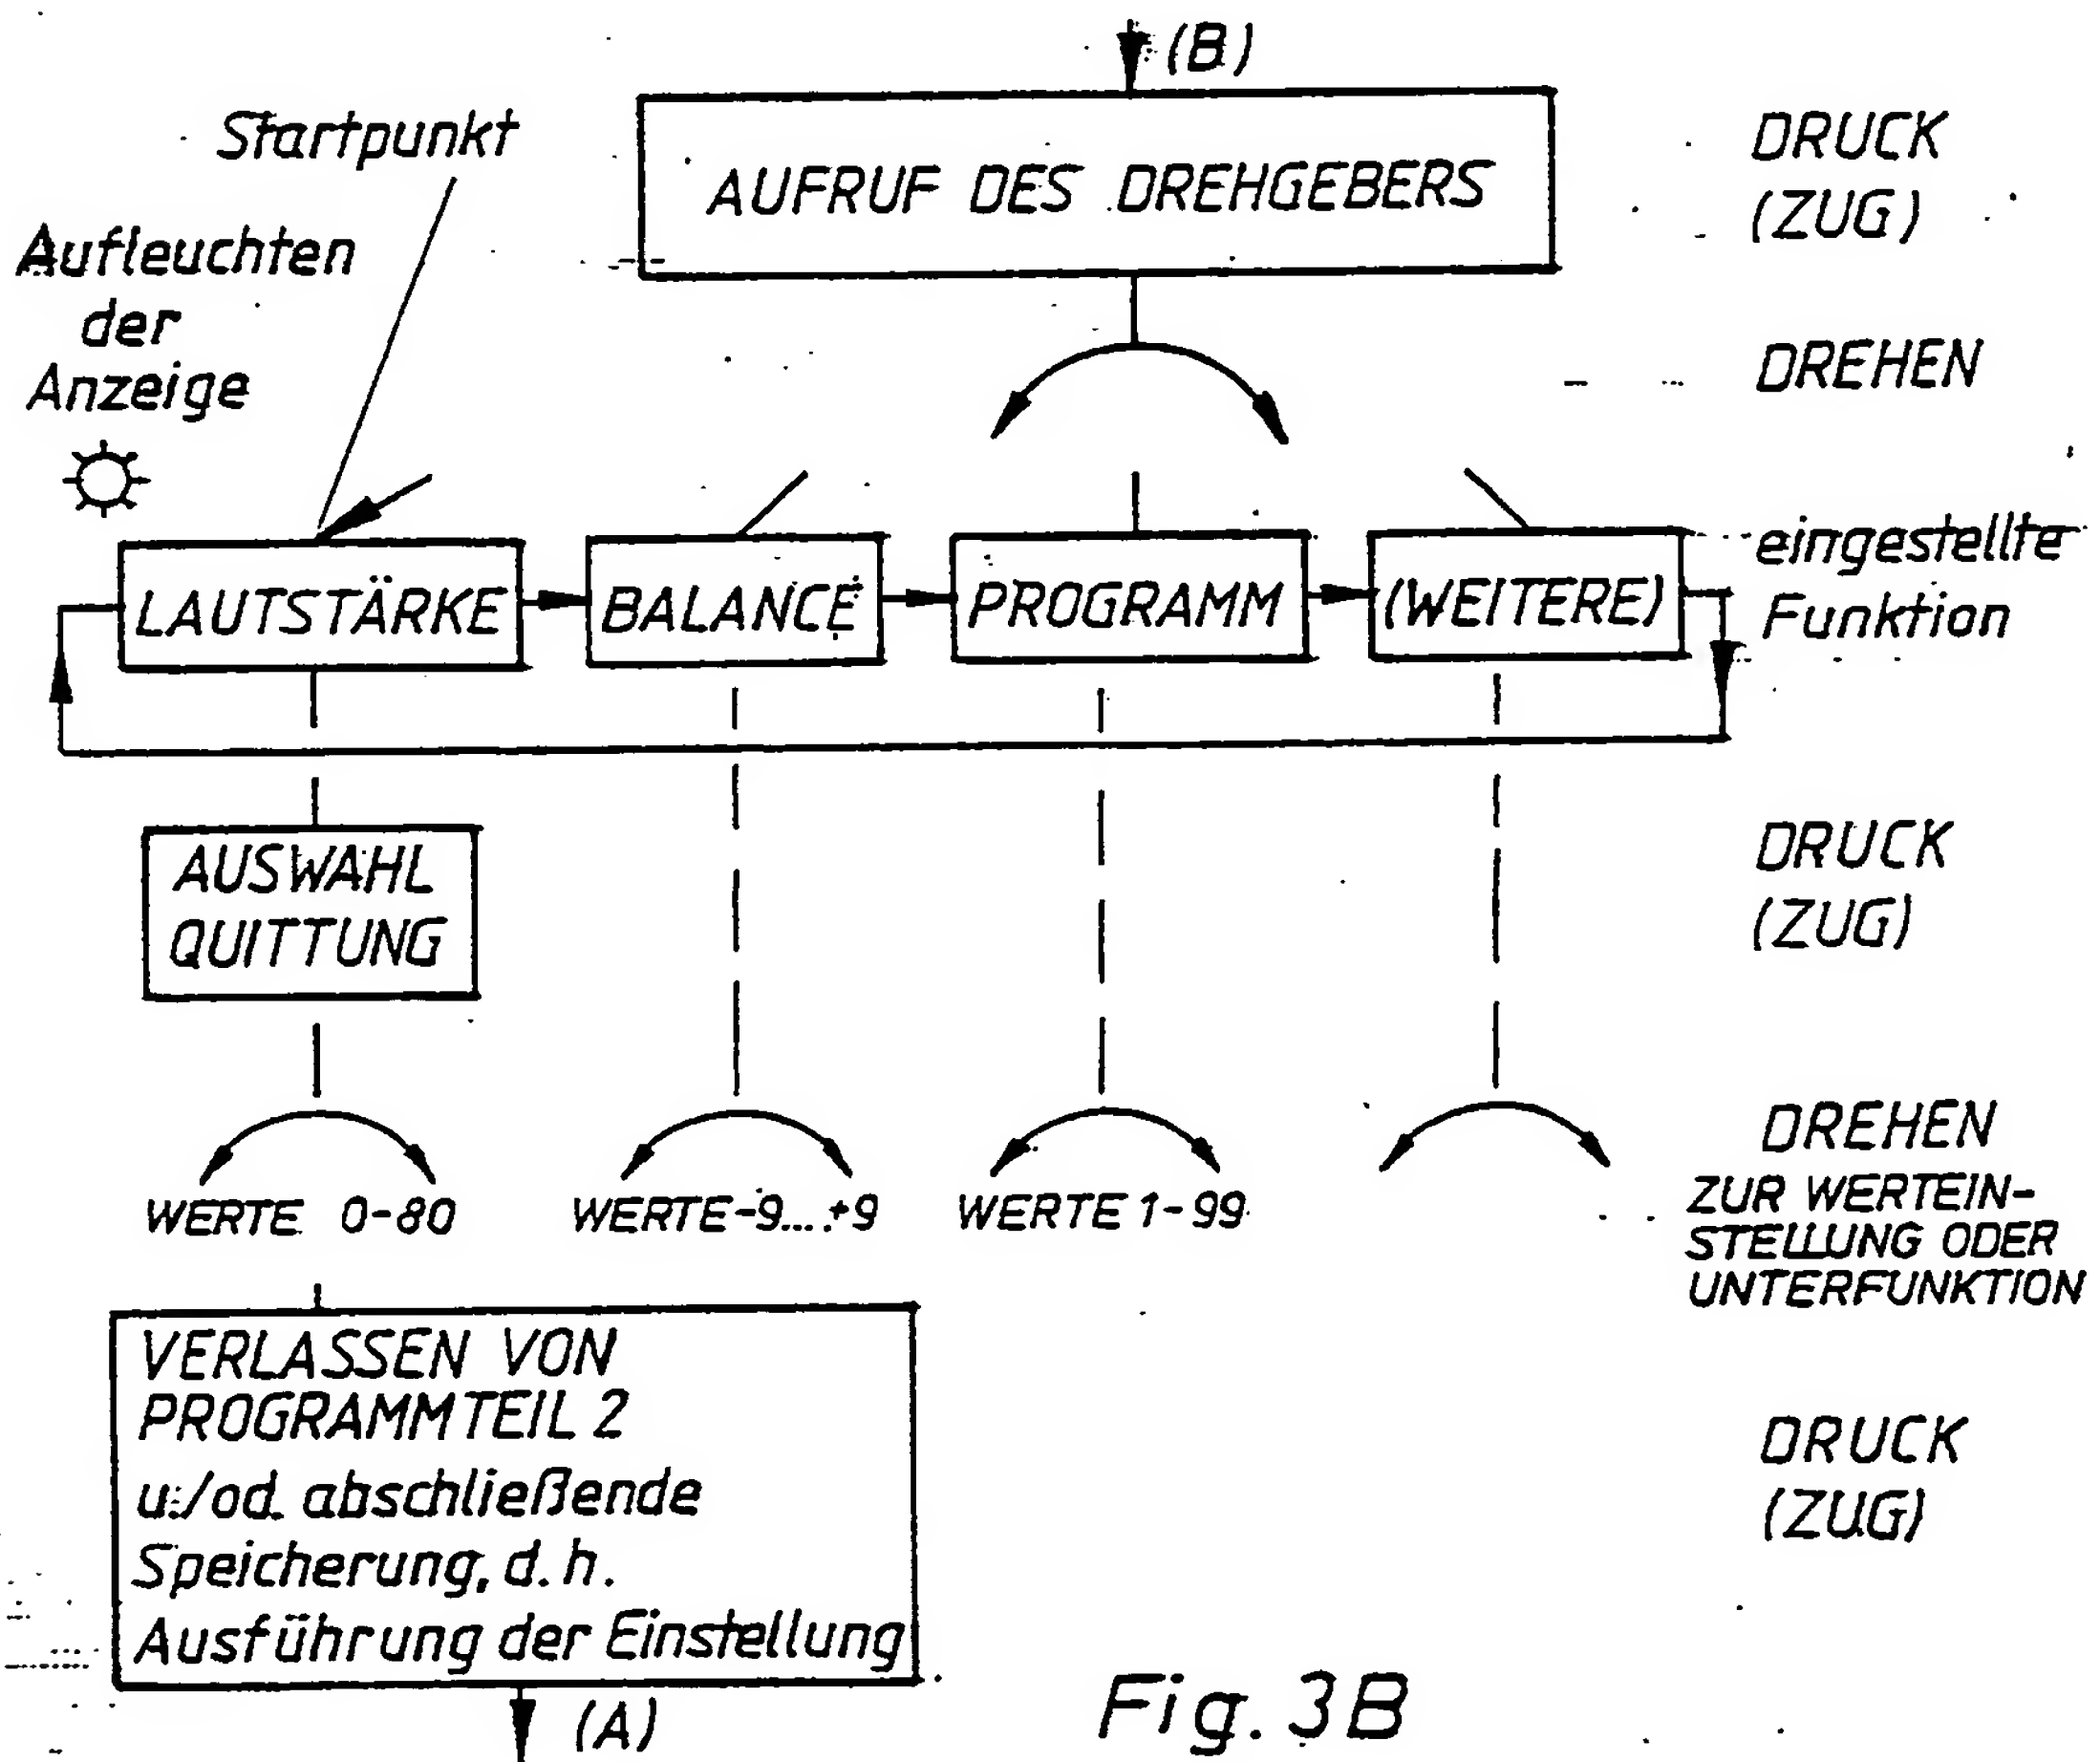 (B)
Startpunkt
AUFRUF DES DREHGEBERS
DRUCK
(ZUG)
Aufleuchten
der
Anzeige
DREHEN
LAUTSTÄRKE
BALANCE
PROGRAMM
(WEITERE)
eingestellte
Funktion
AUSWAHL
QUITTUNG
DRUCK
(ZUG)
WERTE 0-80
WERTE-9...+9
WERTE 1-99
DREHEN
ZUR WERTEIN-
STELLUNG ODER
UNTERFUNKTION
VERLASSEN VON
PROGRAMMTEIL 2
u./od. abschließende
Speicherung, d.h.
Ausführung der Einstellung
DRUCK
(ZUG)
(A)
Fig. 3B